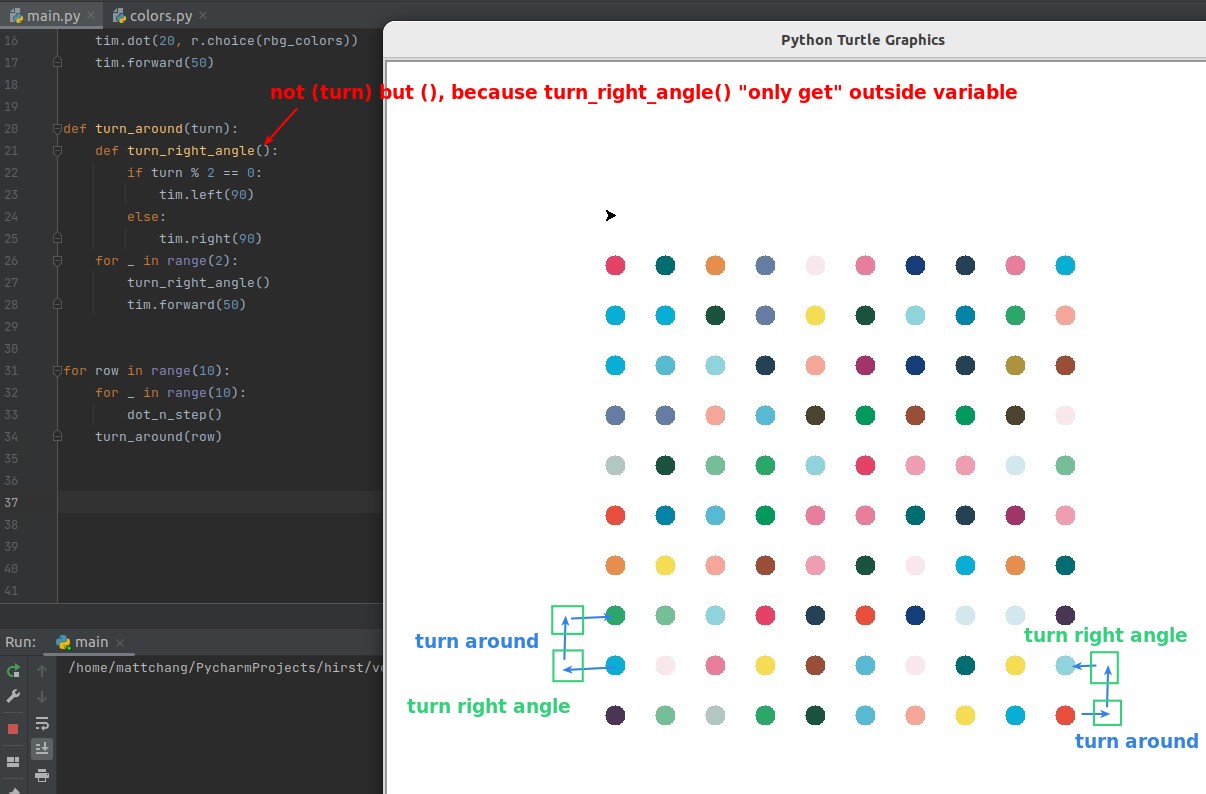 main.py
colors.py
Python Turtle Graphics
16 tim.dot(20, r.choice(rbg_colors))
17 tim.forward(50)
18
not (turn) but (), because turn_right_angle() "only get" outside variable
19
20 def turn_around(turn):
21 def turn_right_angle():
22 if turn % 2 == 0:
23 tim.left(90)
24 else:
25 tim.right(90)
26 for _ in range(2):
27 turn_right_angle()
28 tim.forward(50)
29
30
31 for row in range(10):
32 for _ in range(10):
33 dot_n_step()
34 turn_around(row)
35
36
37
38
39
40
41
turn around
turn right angle
turn right angle
turn around
Run: main
/home/mattchang/PycharmProjects/hirst/